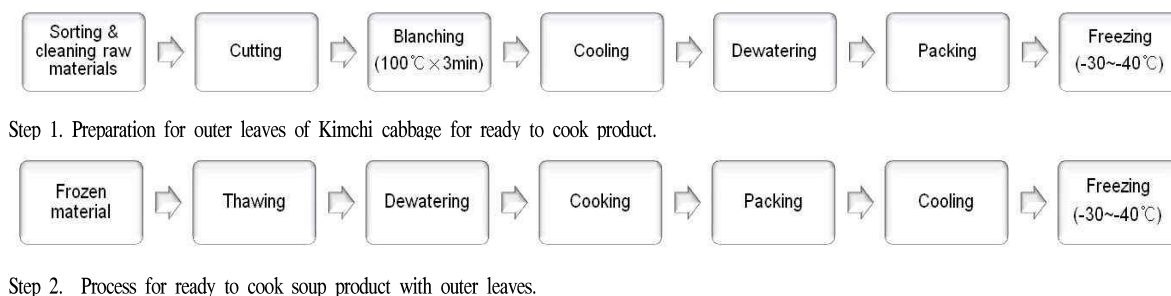 Sorting &
cleaning raw
materials
Cutting
Blanching
(100℃×3min)
Cooling
Dewatering
Packing
Freezing
(-30~-40℃)
Step 1. Preparation for outer leaves of Kimchi cabbage for ready to cook product.
Frozen
material
Thawing
Dewatering
Cooking
Packing
Cooling
Freezing
(-30~-40℃)
Step 2. Process for ready to cook soup product with outer leaves.